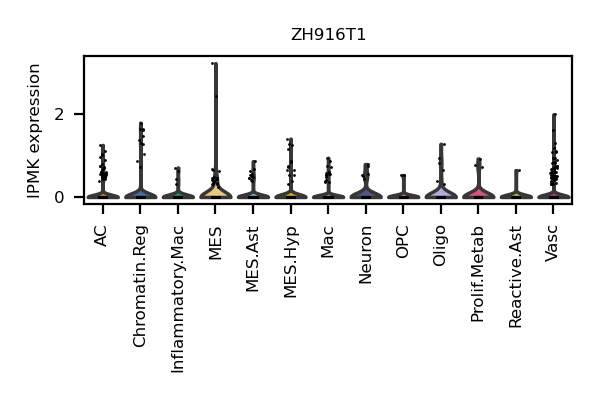 ZH916T1
IPMK expression
2
0
AC
Chromatin.Reg
Inflammatory.Mac
MES
MES.Ast
MES.Hyp
Mac
Neuron
OPC
Oligo
Prolif.Metab
Reactive.Ast
Vasc